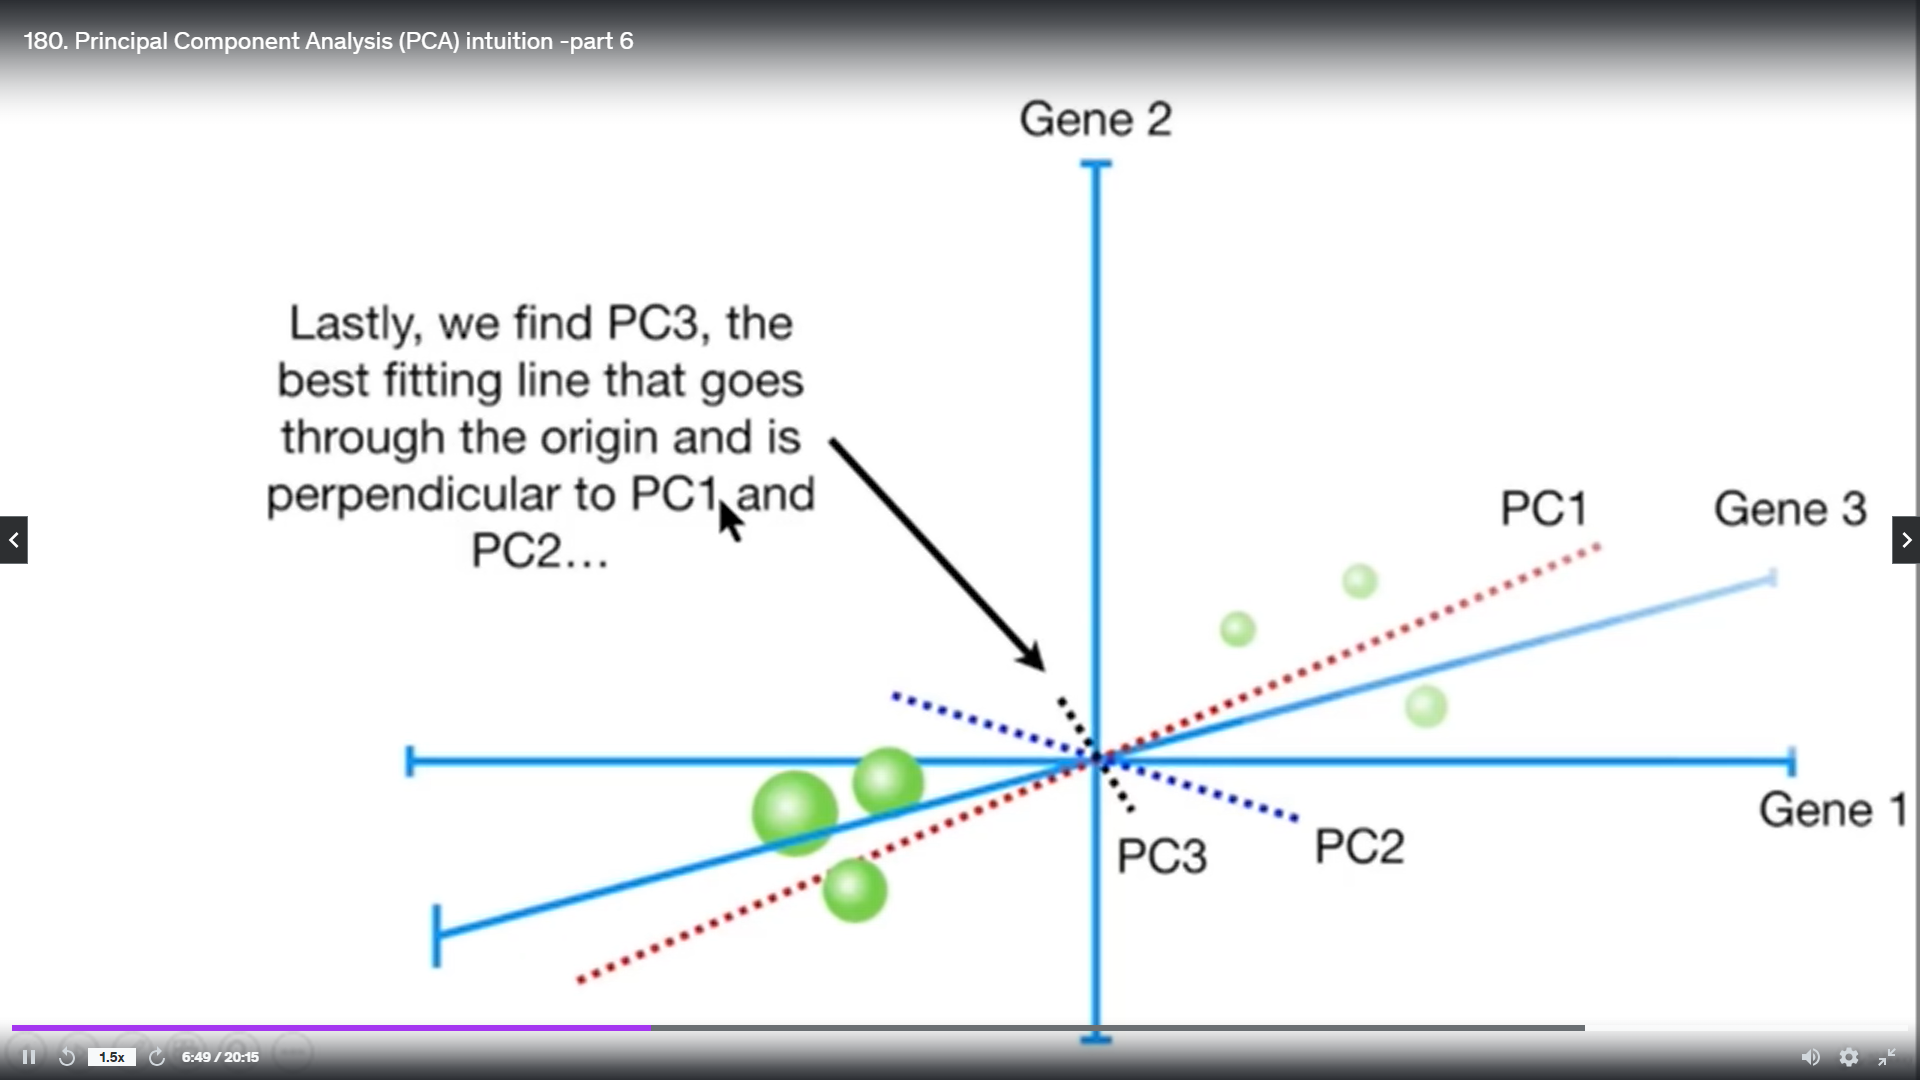 180. Principal Component Analysis (PCA) intuition -part 6
Gene 2
Lastly, we find PC3, the
best fitting line that goes
through the origin and is
perpendicular to PC1 and
PC2...
PC1
Gene 3
Gene 1
PC3
PC2
1.5x
6:49 / 20:15